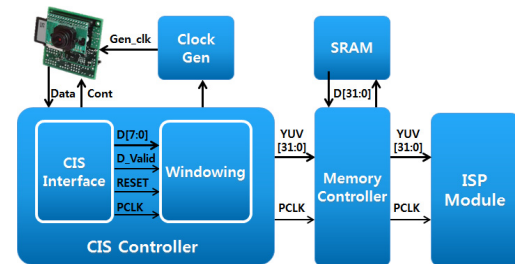 Gen_clk
Clock
Gen
SRAM
Data
Cont
D[31:0]
CIS
Interface
D[7:0]
D_Valid
RESET
PCLK
Windowing
CIS Controller
YUV
[31:0]
PCLK
Memory
Controller
YUV
[31:0]
PCLK
ISP
Module